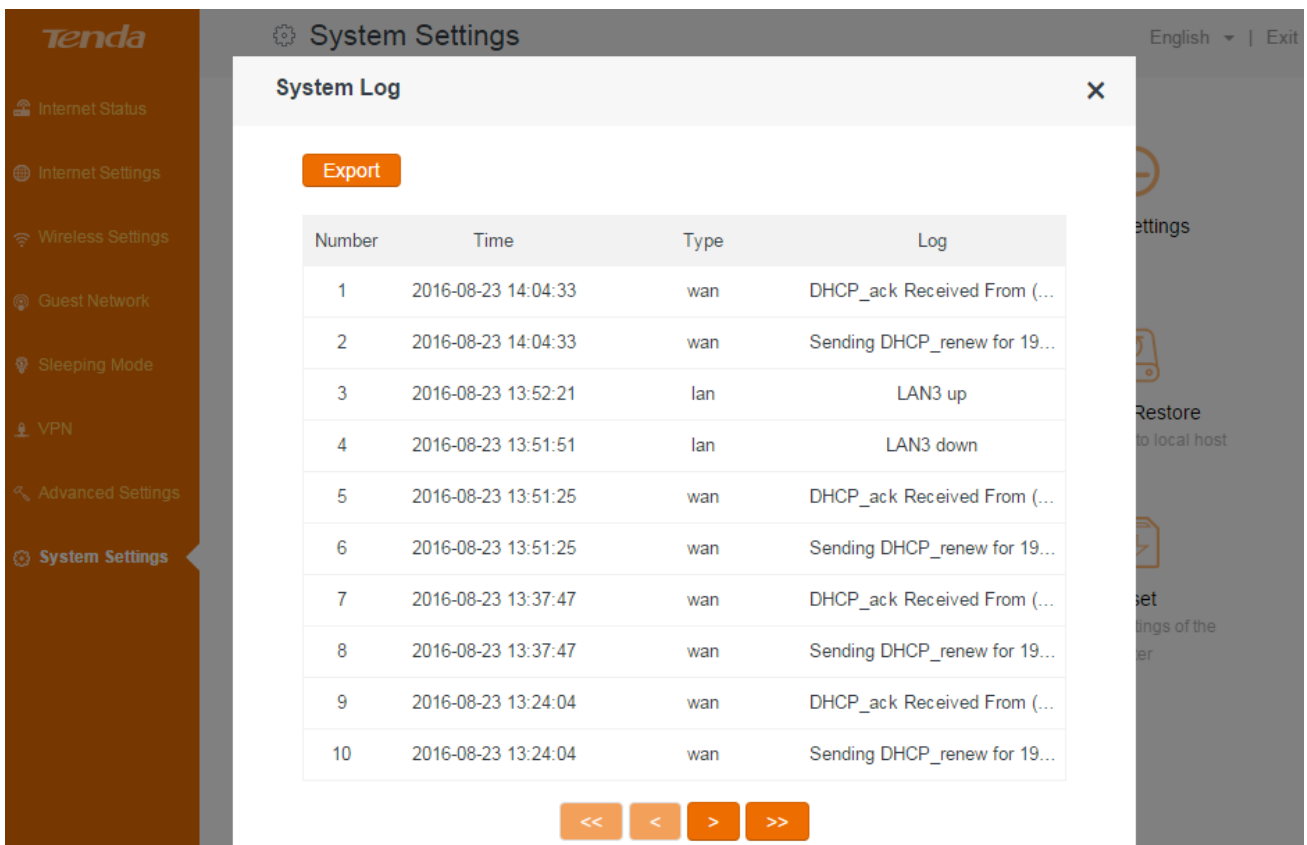 Tenda
System Settings
English | Exit
System Log
Internet Status
Internet Settings
Wireless Settings
Guest Network
Sleeping Mode
VPN
Advanced Settings
System Settings
Export
Number Time Type Log
1 2016-08-23 14:04:33 wan DHCP_ack Received From (...
2 2016-08-23 14:04:33 wan Sending DHCP_renew for 19...
3 2016-08-23 13:52:21 lan LAN3 up
4 2016-08-23 13:51:51 lan LAN3 down
5 2016-08-23 13:51:25 wan DHCP_ack Received From (...
6 2016-08-23 13:51:25 wan Sending DHCP_renew for 19...
7 2016-08-23 13:37:47 wan DHCP_ack Received From (...
8 2016-08-23 13:37:47 wan Sending DHCP_renew for 19...
9 2016-08-23 13:24:04 wan DHCP_ack Received From (...
10 2016-08-23 13:24:04 wan Sending DHCP_renew for 19...
<< < > >>
ettings
Restore
to local host
set
tings of the
ter